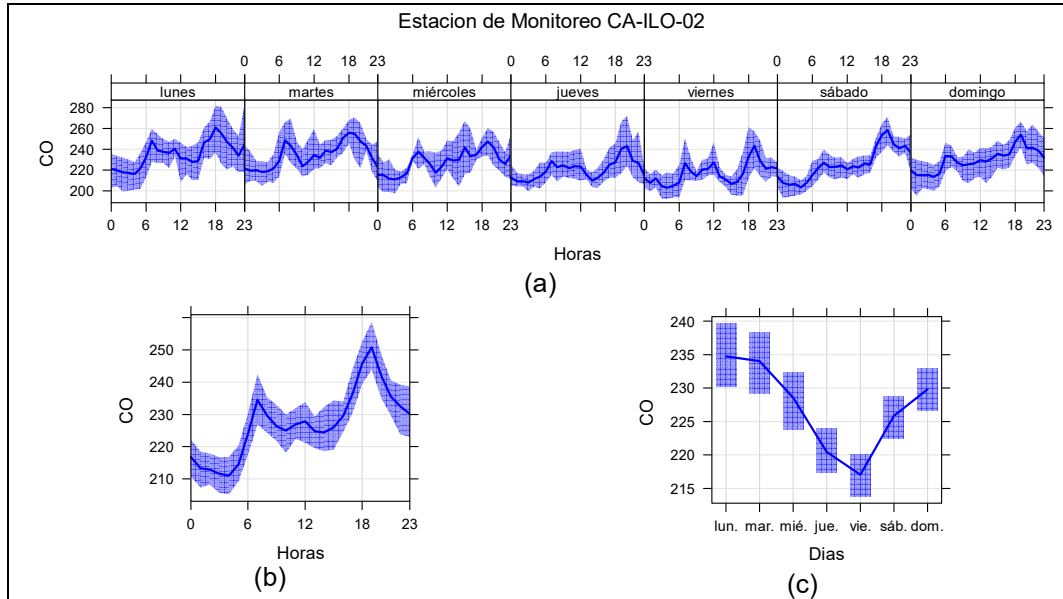 Estacion de Monitoreo CA-ILO-02
0 6 12 18 23 0 6 12 18 23 0 6 12 18 23
lunes martes miércoles jueves viernes sábado domingo
280
260
240
220
200
CO
0 6 12 18 23 0 6 12 18 23 0 6 12 18 23 0 6 12 18 23
Horas
(a)
250
240
230
220
210
CO
0 6 12 18 23
Horas
(b)
240
235
230
225
220
215
CO
lun. mar. mié. jue. vie. sáb. dom.
Dias
(c)